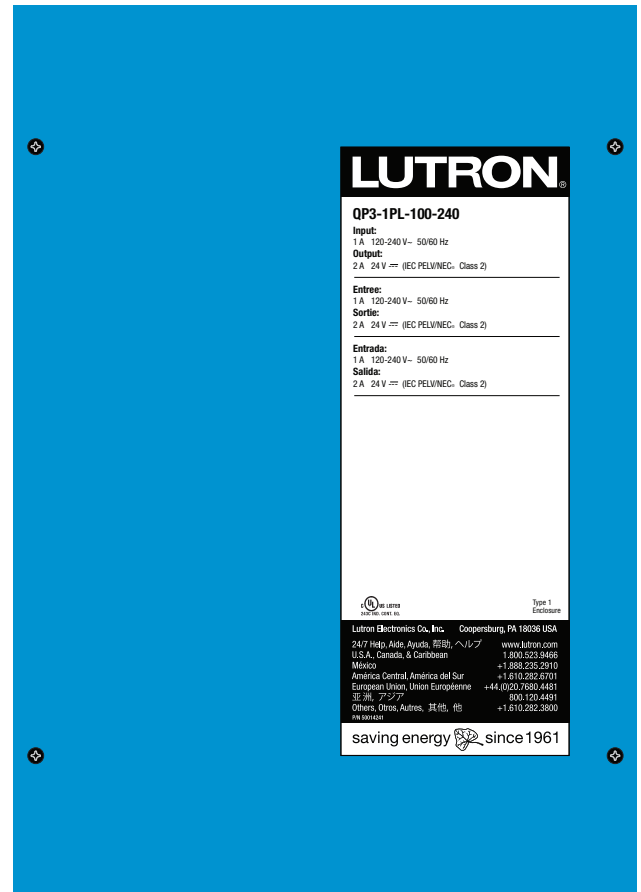 LUTRON®
QP3-1PL-100-240
Input:
1 A 120-240 V~ 50/60 Hz
Output:
2 A 24 V ⎓ (IEC PELV/NEC® Class 2)
Entree:
1 A 120-240 V~ 50/60 Hz
Sortie:
2 A 24 V ⎓ (IEC PELV/NEC® Class 2)
Entrada:
1 A 120-240 V~ 50/60 Hz
Salida:
2 A 24 V ⎓ (IEC PELV/NEC® Class 2)
C UL US LISTED
IND. CONT. EQ.
Type 1
Enclosure
Lutron Electronics Co., Inc. Coopersburg, PA 18036 USA
24/7 Help, Aide, Ayuda, 帮助, ヘルプ www.lutron.com
U.S.A., Canada, & Caribbean 1.800.523.9466
México +1.888.235.2910
América Central, América del Sur +1.610.282.6701
European Union, Union Européenne +44.(0)20.7680.4481
亚洲, アジア 800.120.4491
Others, Otros, Autres, 其他, 他 +1.610.282.3800
P/N 50014241
saving energy since 1961